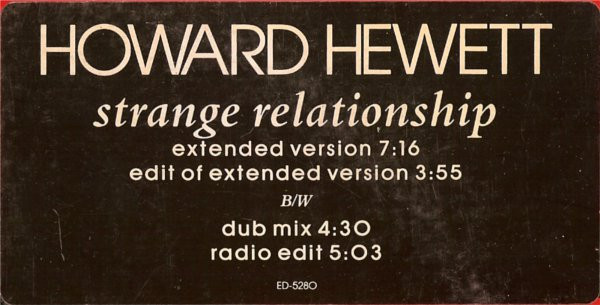 HOWARD HEWETT
strange relationship
extended version 7:16
edit of extended version 3:55
B/W
dub mix 4:30
radio edit 5:03
ED-5280